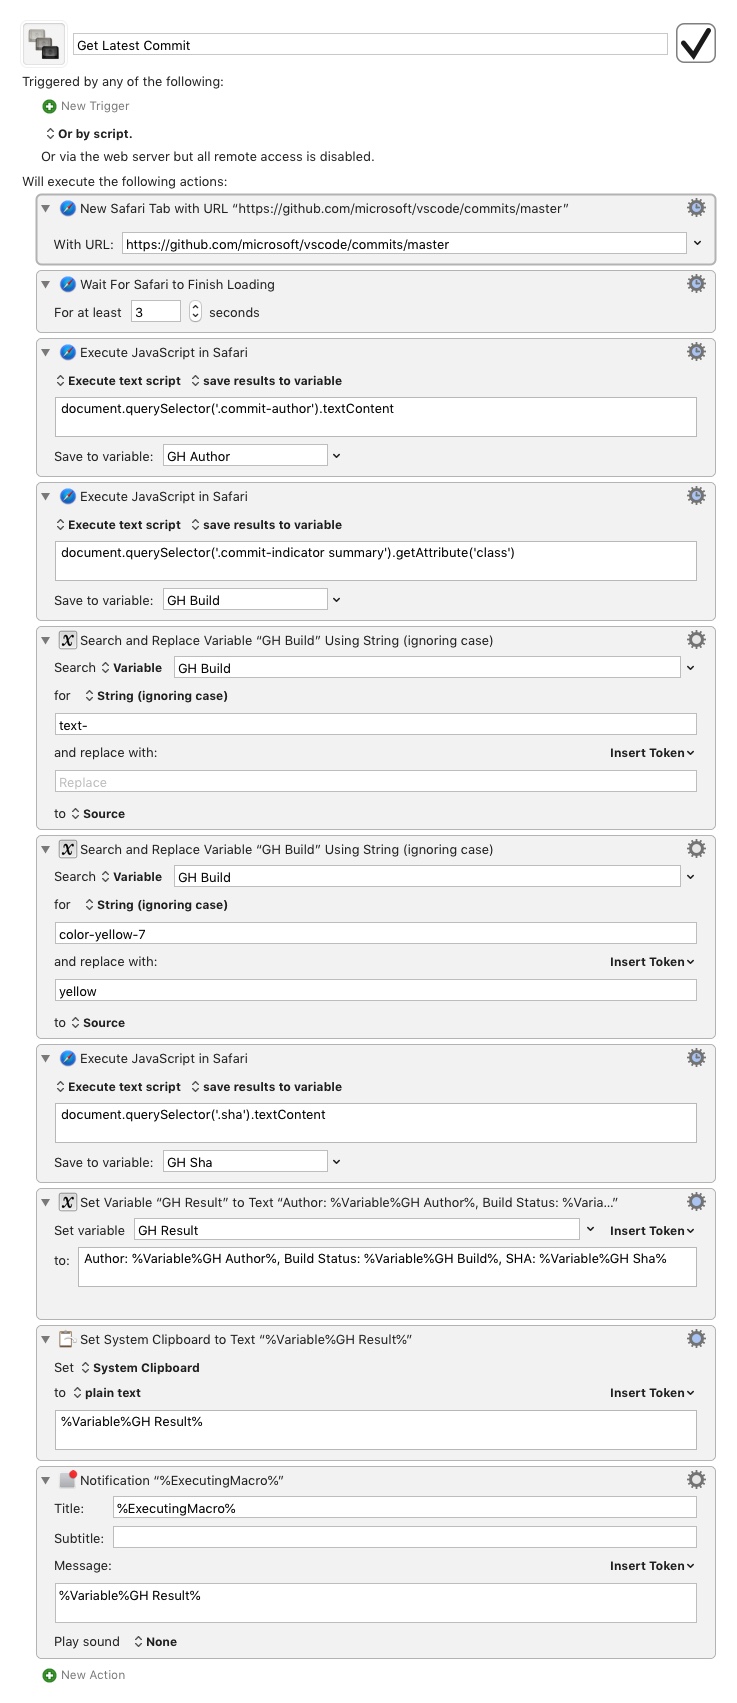 Get Latest Commit
Triggered by any of the following:
New Trigger
Or by script.
Or via the web server but all remote access is disabled.
Will execute the following actions:
New Safari Tab with URL “https://github.com/microsoft/vscode/commits/master”
With URL: https://github.com/microsoft/vscode/commits/master
Wait For Safari to Finish Loading
For at least 3 seconds
Execute JavaScript in Safari
Execute text script save results to variable
document.querySelector('.commit-author').textContent
Save to variable: GH Author
Execute JavaScript in Safari
Execute text script save results to variable
document.querySelector('.commit-indicator summary').getAttribute('class')
Save to variable: GH Build
Search and Replace Variable “GH Build” Using String (ignoring case)
Search Variable GH Build
for String (ignoring case)
text-
and replace with: Insert Token
Replace
to Source
Search and Replace Variable “GH Build” Using String (ignoring case)
Search Variable GH Build
for String (ignoring case)
color-yellow-7
and replace with: Insert Token
yellow
to Source
Execute JavaScript in Safari
Execute text script save results to variable
document.querySelector('.sha').textContent
Save to variable: GH Sha
Set Variable “GH Result” to Text “Author: %Variable%GH Author%, Build Status: %Varia…”
Set variable GH Result Insert Token
to: Author: %Variable%GH Author%, Build Status: %Variable%GH Build%, SHA: %Variable%GH Sha%
Set System Clipboard to Text “%Variable%GH Result%”
Set System Clipboard
to plain text Insert Token
%Variable%GH Result%
Notification “%ExecutingMacro%”
Title: %ExecutingMacro%
Subtitle:
Message: Insert Token
%Variable%GH Result%
Play sound None
New Action